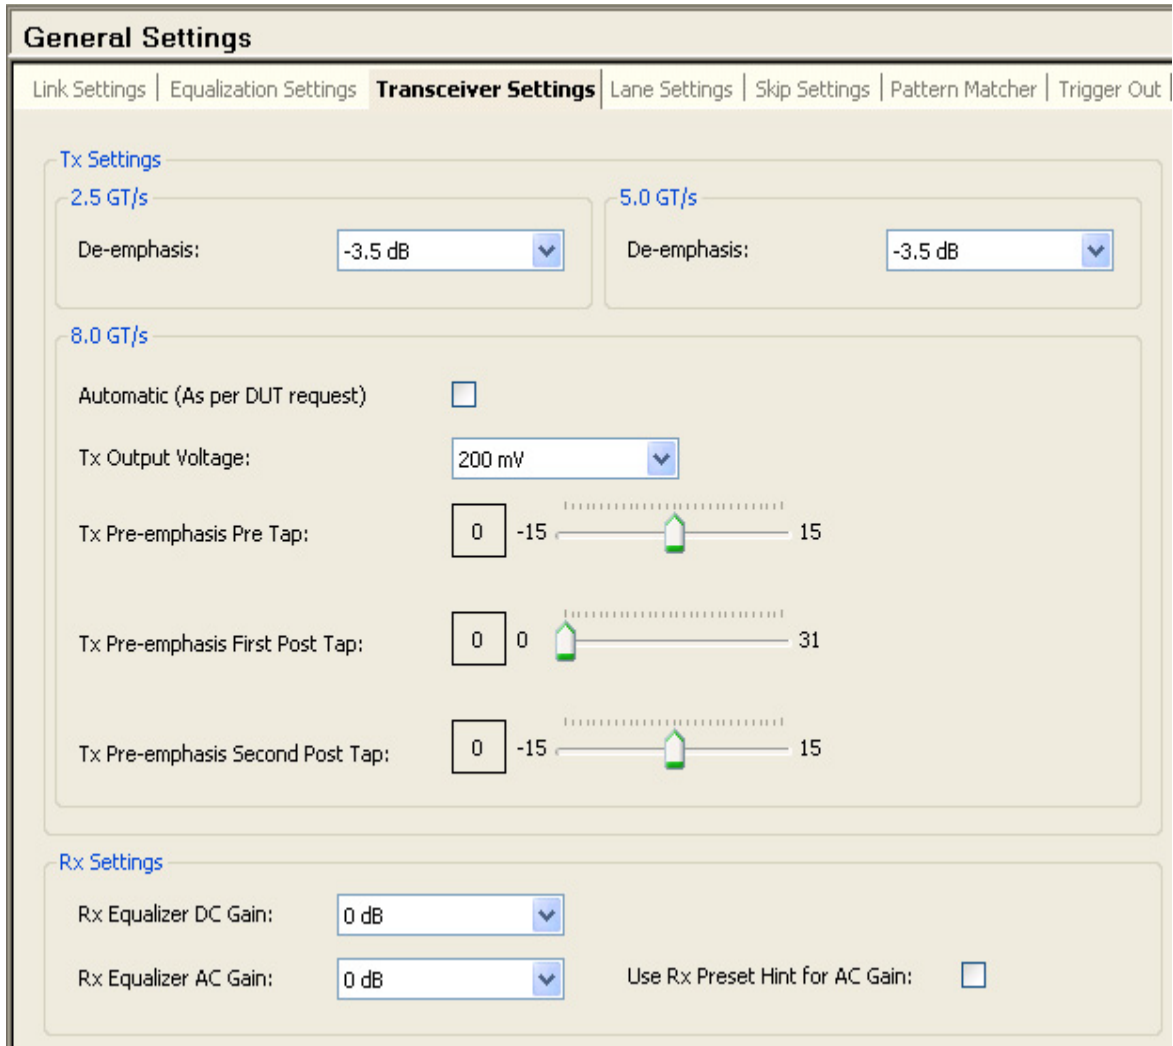 General Settings
Link Settings | Equalization Settings Transceiver Settings | Lane Settings | Skip Settings | Pattern Matcher | Trigger Out |
Tx Settings
2.5 GT/s 5.0 GT/s
De-emphasis: -3.5 dB De-emphasis: -3.5 dB
8.0 GT/s
Automatic (As per DUT request)
Tx Output Voltage: 200 mV
Tx Pre-emphasis Pre Tap: 0 -15 15
Tx Pre-emphasis First Post Tap: 0 0 31
Tx Pre-emphasis Second Post Tap: 0 -15 15
Rx Settings
Rx Equalizer DC Gain: 0 dB
Rx Equalizer AC Gain: 0 dB Use Rx Preset Hint for AC Gain: